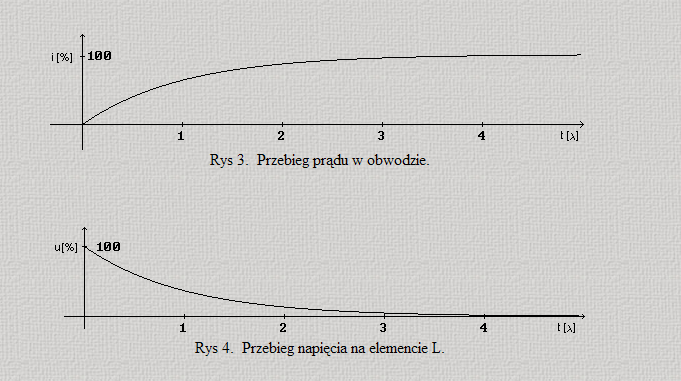 i [%] 100
1 2 3 4 t [λ]
Rys 3. Przebieg prądu w obwodzie.
u[%] 100
1 2 3 4 t [λ]
Rys 4. Przebieg napięcia na elemencie L.